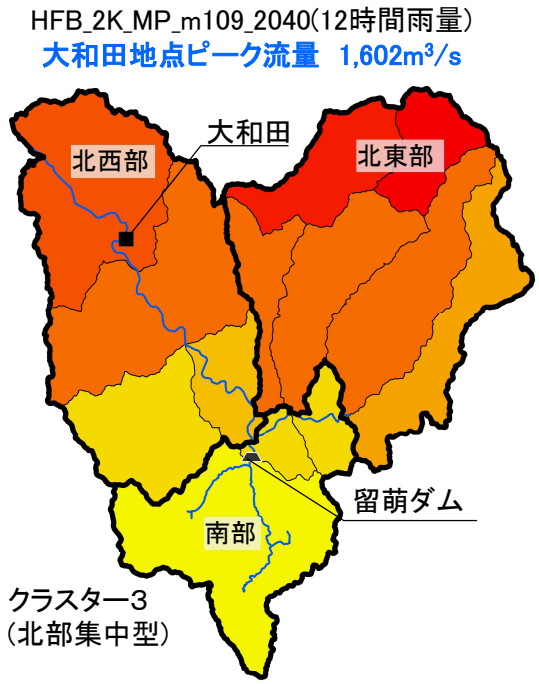 HFB_2K_MP_m109_2040(12時間雨量)
大和田地点ピーク流量 1,602m³/s
大和田
北西部
北東部
留萌ダム
南部
クラスター3
(北部集中型)